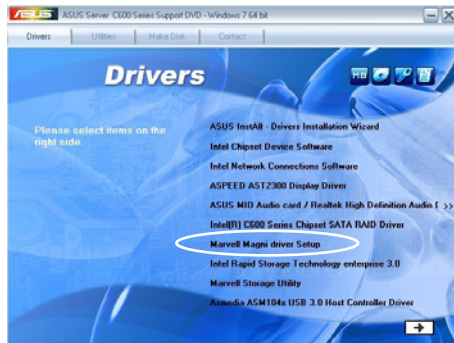 ASUS ASUS Server C600 Series Support DVD - Windows 7 64 bit
Drivers Utilities Make Disk Contact
Drivers
MB
Please select items on the right side.
ASUS InstAll - Drivers Installation Wizard
Intel Chipset Device Software
Intel Network Connections Software
ASPEED AST2300 Display Driver
ASUS MIO Audio card / Realtek High Definition Audio D >>
Intel(R) C600 Series Chipset SATA RAID Driver
Marvell Magni driver Setup
Intel Rapid Storage Technology enterprise 3.0
Marvell Storage Utility
Asmedia ASM104x USB 3.0 Host Controller Driver